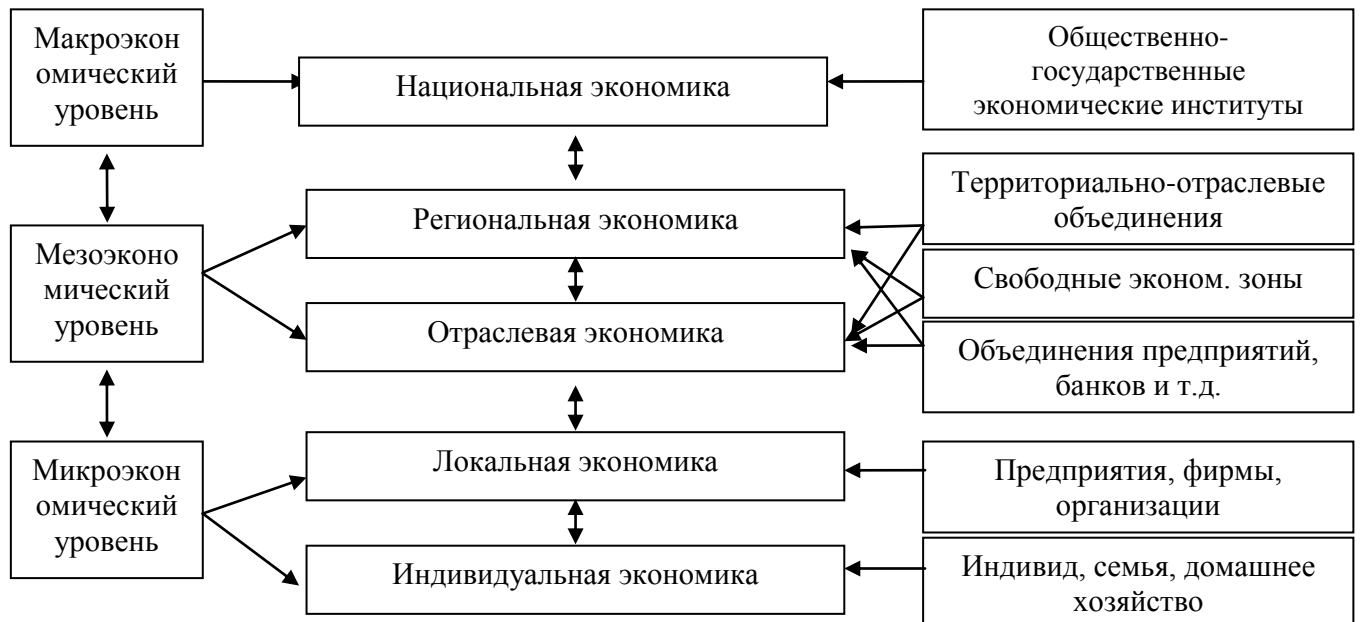 Макроэкон
омический
уровень
Национальная экономика
Общественно-
государственные
экономические институты
Мезоэконо
мический
уровень
Региональная экономика
Отраслевая экономика
Территориально-отраслевые
объединения
Свободные эконом. зоны
Объединения предприятий,
банков и т.д.
Микроэкон
омический
уровень
Локальная экономика
Индивидуальная экономика
Предприятия, фирмы,
организации
Индивид, семья, домашнее
хозяйство